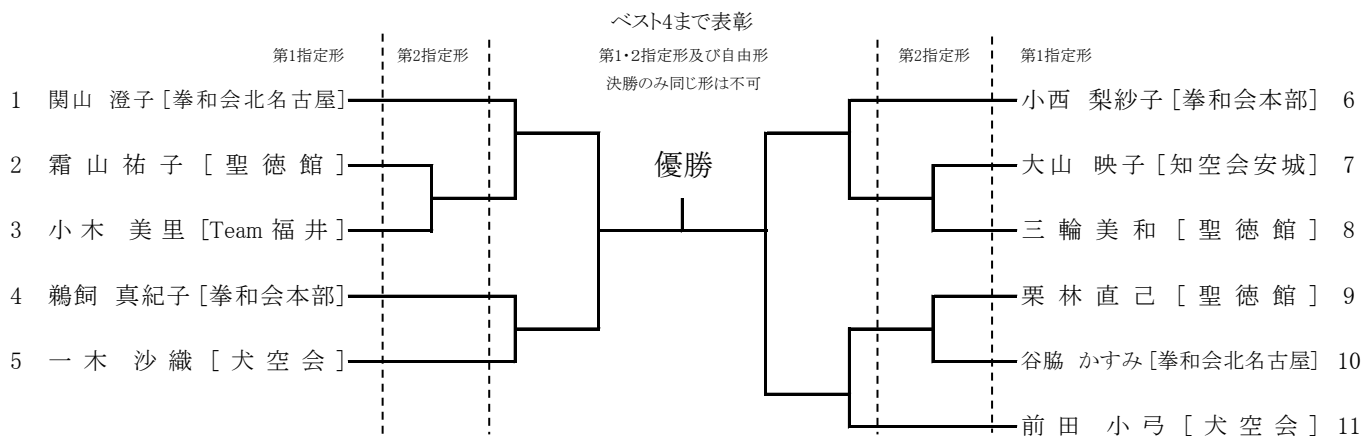 ベスト4まで表彰
第1指定形 第2指定形 第1・2指定形及び自由形 第2指定形 第1指定形
決勝のみ同じ形は不可
1 関山 澄子 [拳和会北名古屋] 小西 梨紗子 [拳和会本部] 6
2 霜山祐子 [聖徳館] 優勝 大山 映子 [知空会安城] 7
3 小木 美里 [Team 福井] 三輪美和 [聖徳館] 8
4 鵜飼 真紀子 [拳和会本部] 栗林直己 [聖徳館] 9
5 一木 沙織 [犬空会] 谷脇 かすみ [拳和会北名古屋] 10
前田 小弓 [犬空会] 11